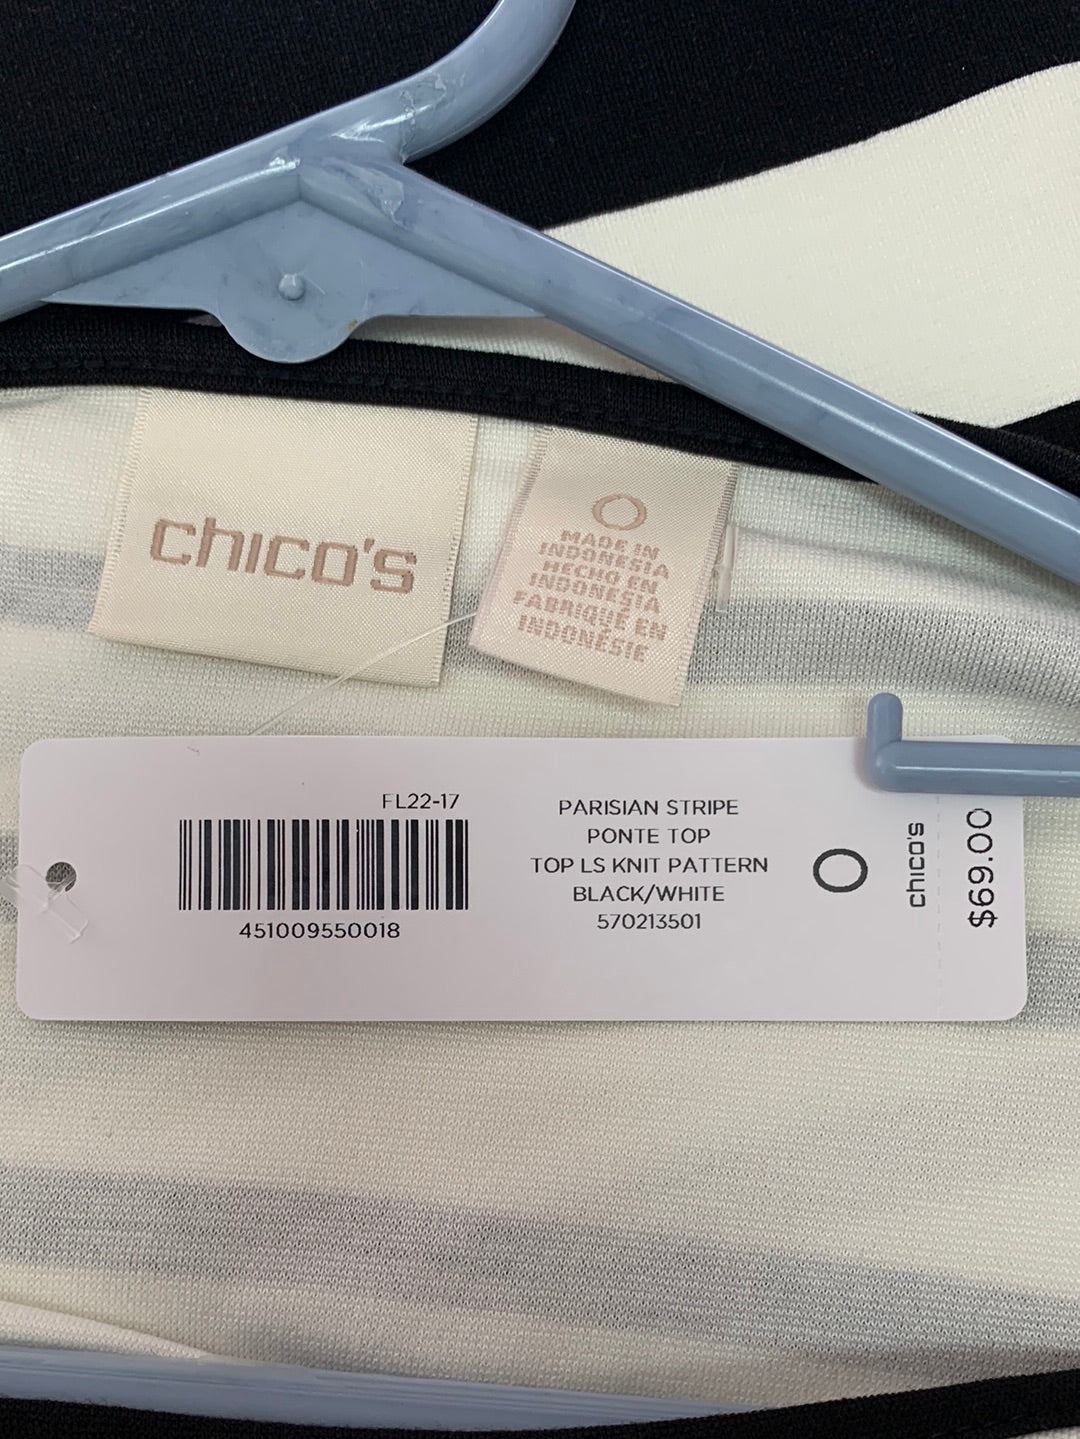 chico's
0
MADE IN
INDONESIA
HECHO EN
INDONESIA
FABRIQUÉ EN
INDONÉSIE
FL22-17
451009550018
PARISIAN STRIPE
PONTE TOP
TOP LS KNIT PATTERN
BLACK/WHITE
570213501
0
chico's
$69.00